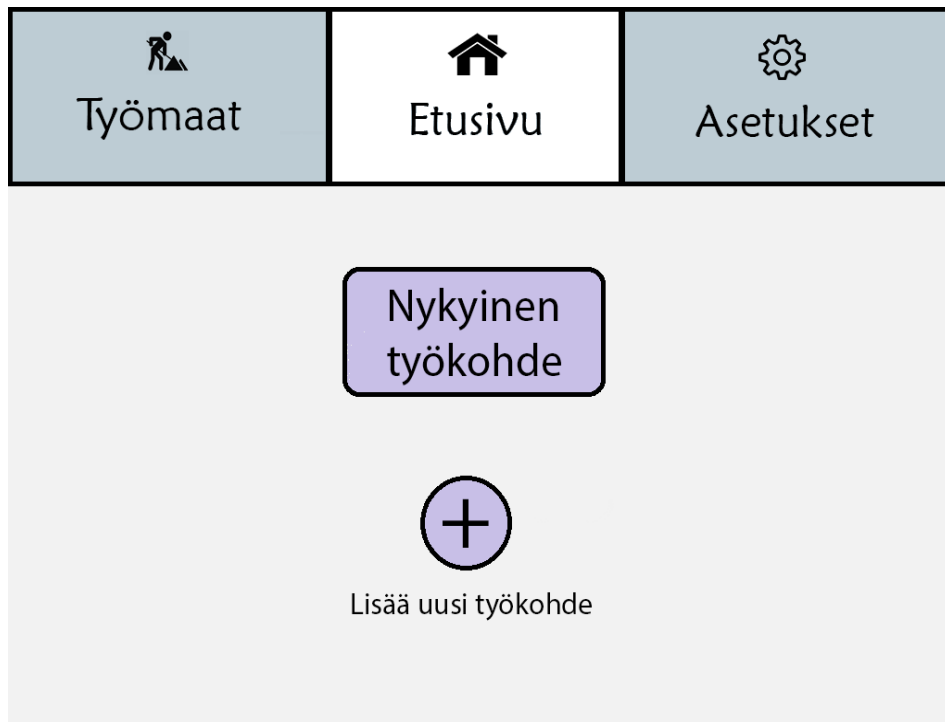 Työmaat
Etusivu
Asetukset
Nykyinen
työkohde
Lisää uusi työkohde